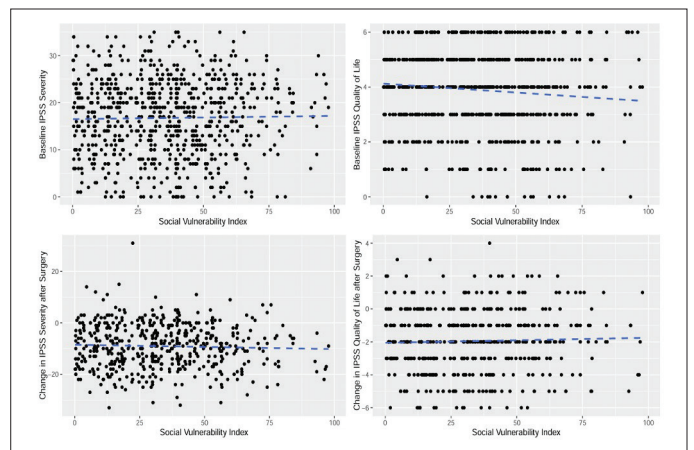 Baseline IPSS Severity
30
20
10
0
0 25 50 75 100
Social Vulnerability Index
Baseline IPSS Quality of Life
6
4
2
0
0 25 50 75 100
Social Vulnerability Index
Change in IPSS Severity after Surgery
20
0
-20
0 25 50 75 100
Social Vulnerability Index
Change in IPSS Quality of Life after Surgery
4
2
0
-2
-4
-6
0 25 50 75 100
Social Vulnerability Index